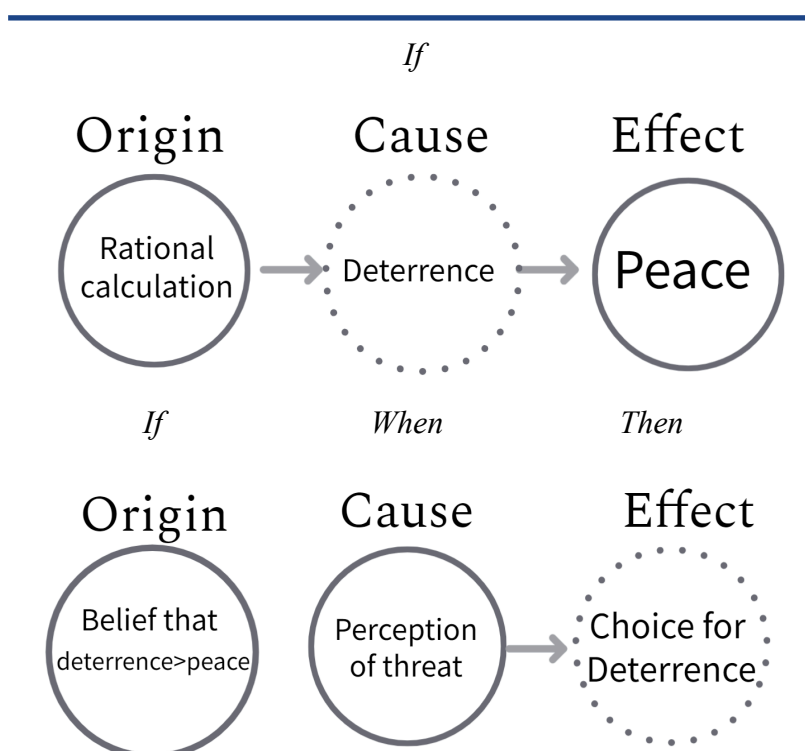 If
Origin Cause Effect
Rational
calculation
Deterrence
Peace
If When Then
Origin Cause Effect
Belief that
deterrence>peace
Perception
of threat
Choice for
Deterrence